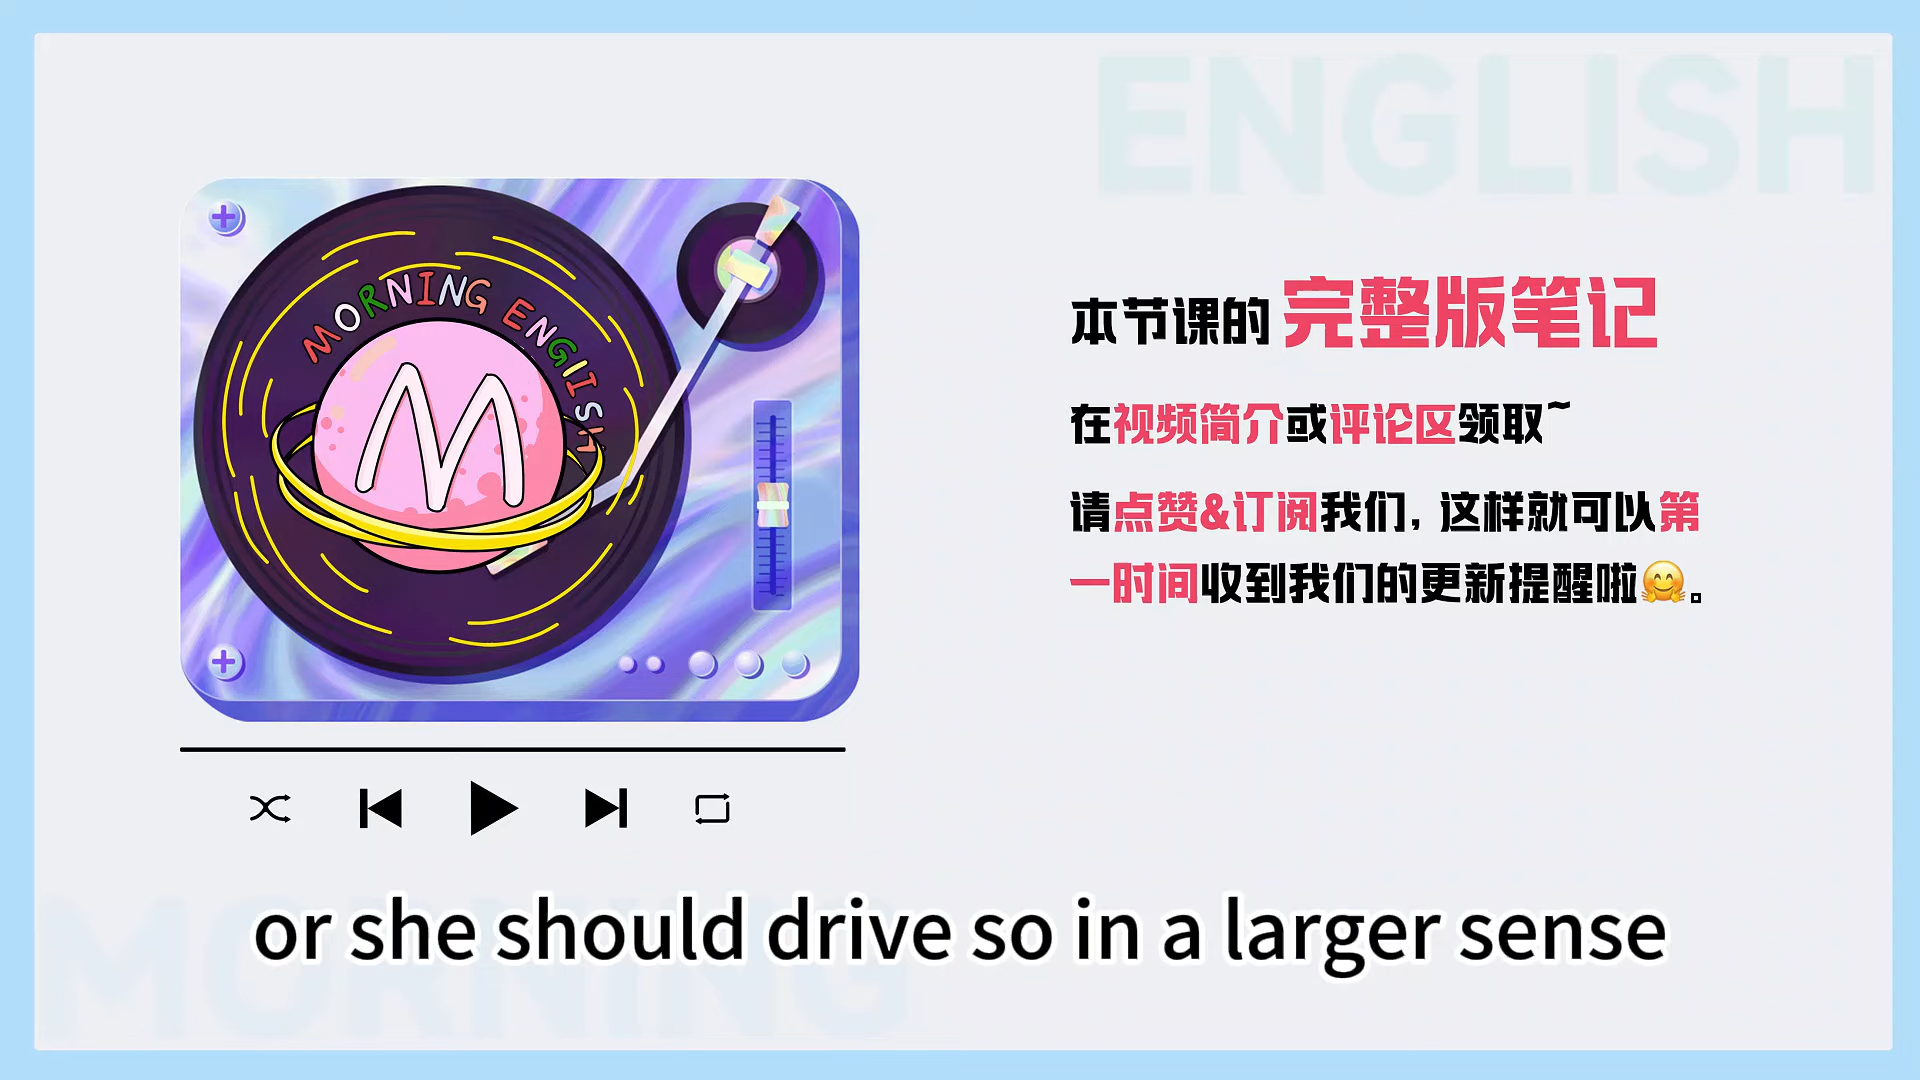 ENGLISH
MORNING ENGLISH
M
本节课的完整版笔记
在视频简介或评论区领取~
请点赞&订阅我们，这样就可以第
一时间收到我们的更新提醒啦🤗。
MORNING
or she should drive so in a larger sense